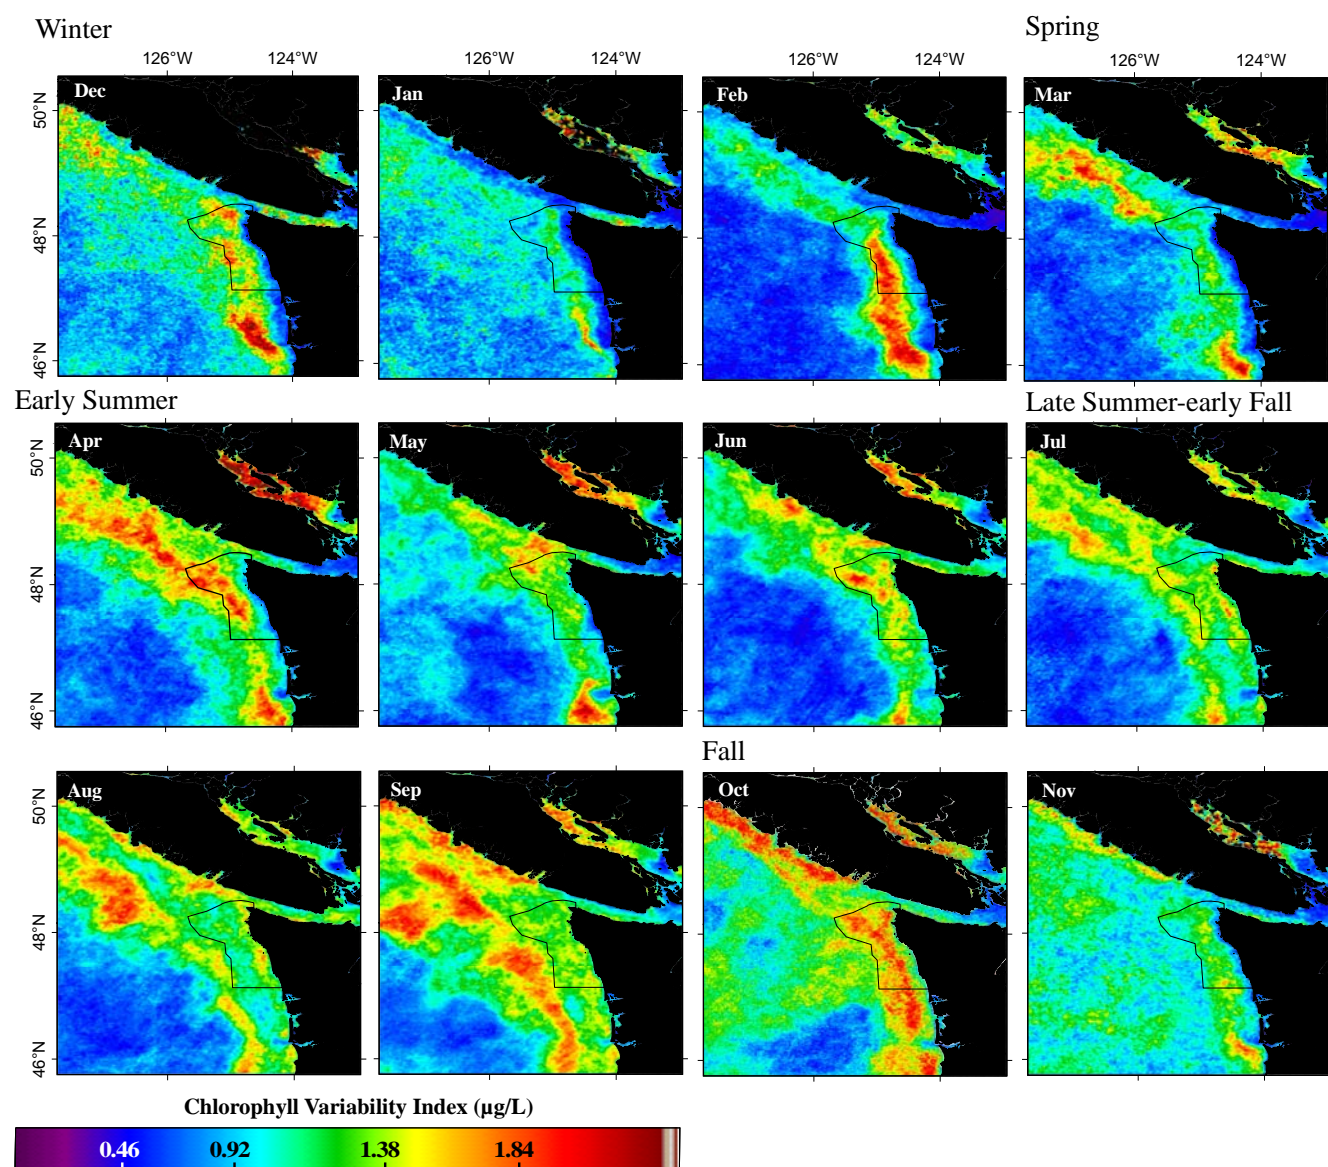 Winter
Spring
126°W 124°W 126°W 124°W 126°W 124°W 126°W 124°W
Dec Jan Feb Mar
50°N
48°N
46°N
Early Summer
Late Summer-early Fall
Apr May Jun Jul
50°N
48°N
46°N
Fall
Aug Sep Oct Nov
50°N
48°N
46°N
Chlorophyll Variability Index (µg/L)
0.46 0.92 1.38 1.84